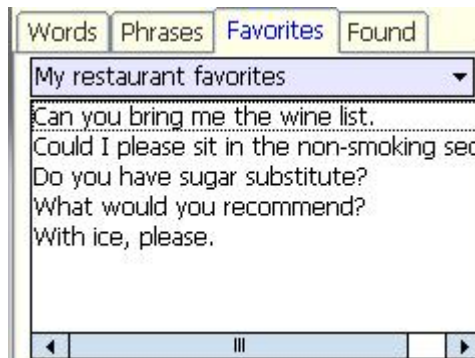 Words Phrases Favorites Found
My restaurant favorites
Can you bring me the wine list.
Could I please sit in the non-smoking sec
Do you have sugar substitute?
What would you recommend?
With ice, please.